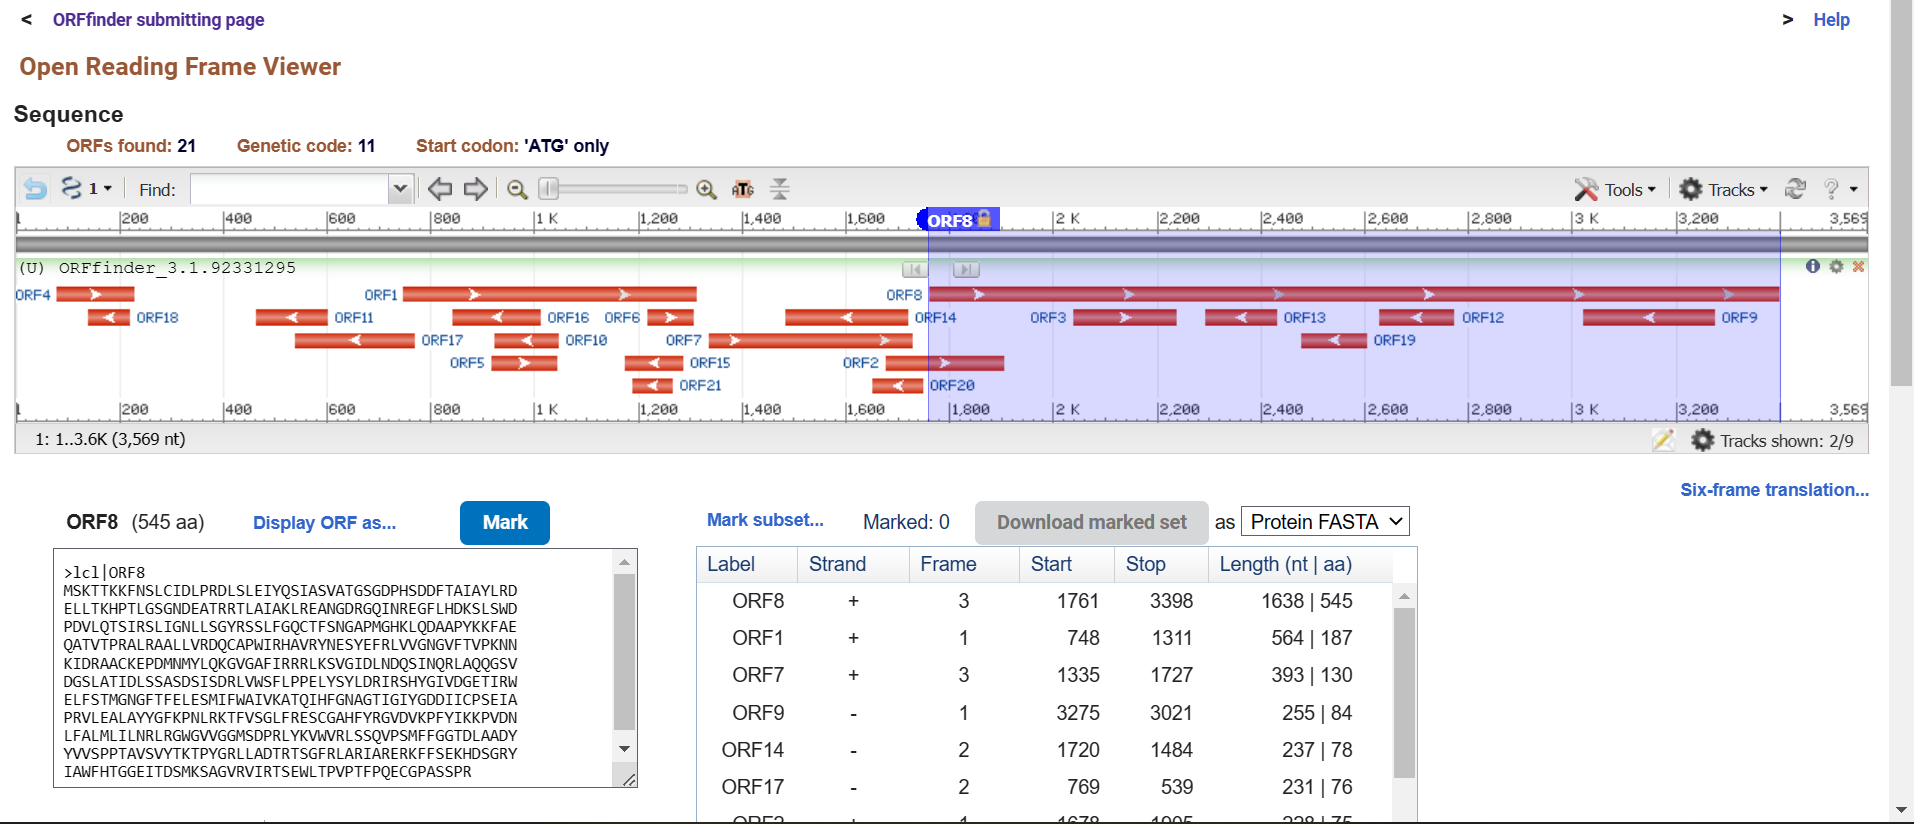 < ORFfinder submitting page
> Help
Open Reading Frame Viewer
Sequence
ORFs found: 21 Genetic code: 11 Start codon: 'ATG' only
1 Find: ATG Tools Tracks ?
1 200 400 600 800 1 K 1,200 1,400 1,600 ORF8 2 K 2,200 2,400 2,600 2,800 3 K 3,200 3,569
(U) ORFfinder_3.1.92331295
ORF4 ORF1 ORF8
ORF18 ORF11 ORF16 ORF6 ORF14 ORF3 ORF13 ORF12 ORF9
ORF17 ORF10 ORF7 ORF19
ORF5 ORF15 ORF2
ORF21 ORF20
1 200 400 600 800 1 K 1,200 1,400 1,600 1,800 2 K 2,200 2,400 2,600 2,800 3 K 3,200 3,569
1: 1..3.6K (3,569 nt) Tracks shown: 2/9
Six-frame translation...
ORF8 (545 aa) Display ORF as... Mark
Mark subset... Marked: 0 Download marked set as Protein FASTA
>lcl|ORF8
MSKTTKKFNSLCIDLPRDLSLEIYQSIASVATGSGDPHSDDFTAIAYLRD
ELLTKHPTLGSGNDEATRRTLAIAKLREANGDRGQINREGFLHDKSLSWD
PDVLQTSIRSLIGNLLSGYRSSLFGQCTFSNGAPMGHKLQDAAPYKKFAE
QATVTPRALRAALLVRDQCAPWIRHAVRYNESYEFRLVVGNGVFTVPKNN
KIDRAACKEPDMNMYLQKGVGAFIRRRLKSVGIDLNDQSINQRLAQQGSV
DGSLATIDLSSASDSISDRLVWSFLPPELYSYLDRIRSHYGIVDGETIRW
ELFSTMGNGFTFELESMIFWAIVKATQIHFGNAGTIGIYGDDIICPSEIA
PRVLEALAYYGFKPNLRKTFVSGLFRESCGAHFYRGVDVKPFYIKKPVDN
LFALMLILNRLRGWGVVGGMSDPRLYKVWVRLSSQVPSMFFGGTDLAADY
YVVSPPTAVSVYTKTPYGRLLADTRTSGFRLARIARERKFFSEKHDSGRY
IAWFHTGGEITDSMKSAGVRVIRTSEWLTPVPTFPQECGPASSPR
Label Strand Frame Start Stop Length (nt | aa)
ORF8 + 3 1761 3398 1638 | 545
ORF1 + 1 748 1311 564 | 187
ORF7 + 3 1335 1727 393 | 130
ORF9 - 1 3275 3021 255 | 84
ORF14 - 2 1720 1484 237 | 78
ORF17 - 2 769 539 231 | 76
ORF2 + 1 1678 1905 228 | 75